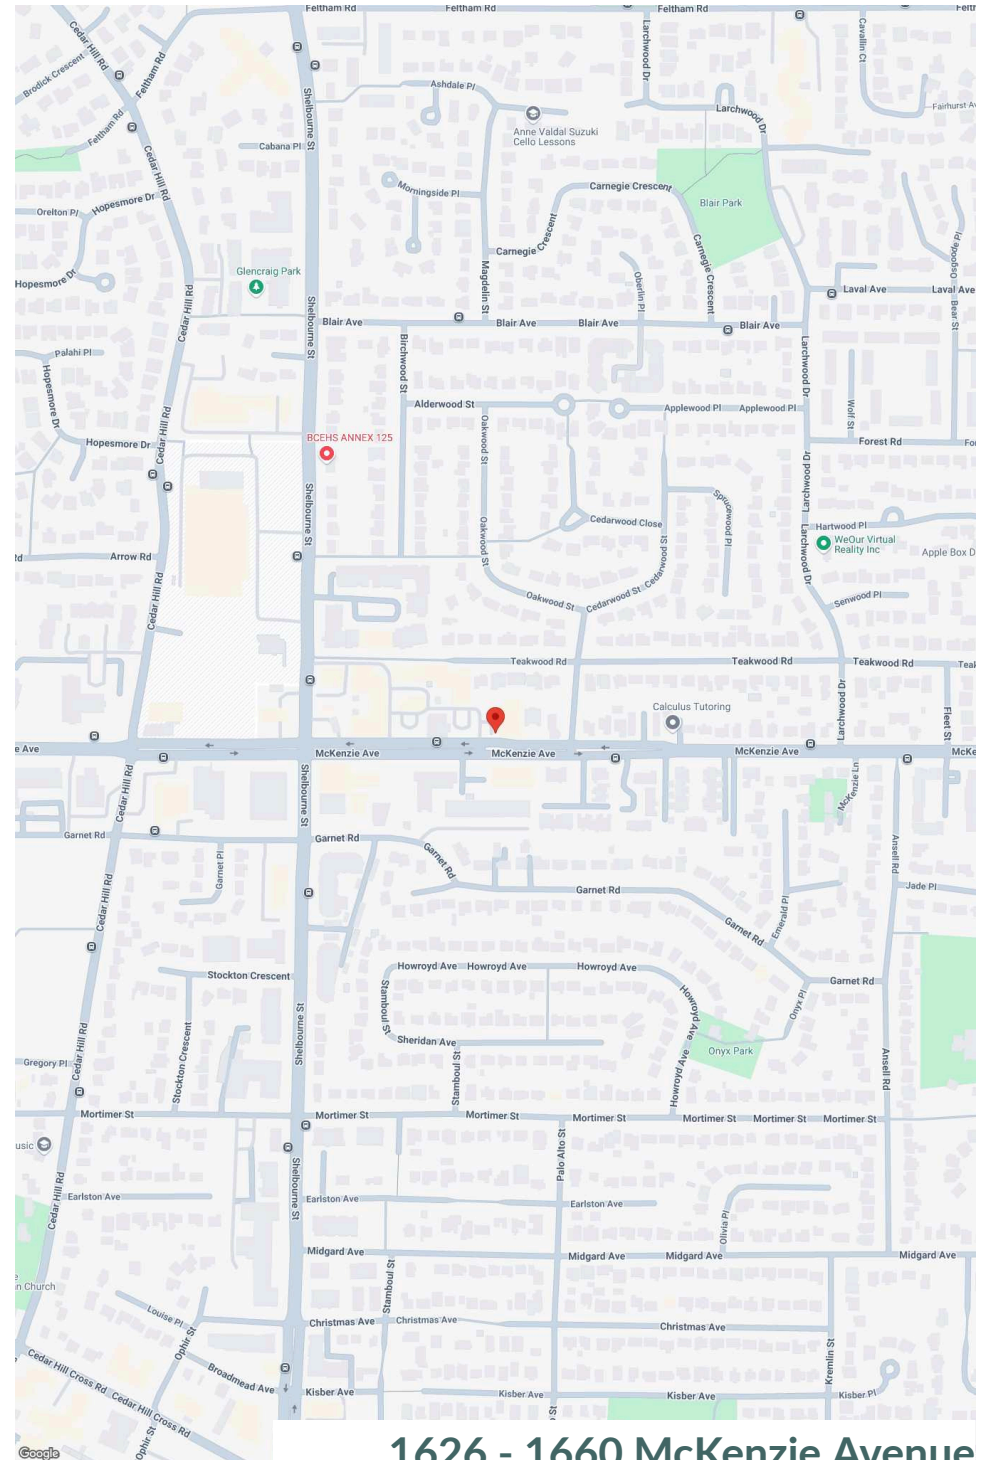 Feltham Rd
Feltham Rd
Feltham Rd
Cedar Hill Rd
Feltham Rd
Brodick Crescent
Larchwood Dr
Cavallin Ct
Ashdale Pl
Shelbourne St
Anne Valdal Suzuki
Cello Lessons
Larchwood Dr
Fairhurst
Feltham Rd
Cabana Pl
Cedar Hill Rd
Morningside Pl
Carnegie Crescent
Blair Park
Orelton Pl
Hopesmore Dr
Carnegie Crescent
Carnegie Crescent
Osgoode Pl
Glencraig Park
Hopesmore Dr
Magdelin St
Oberlin Pl
Laval Ave
Laval Ave
Cedar Hill Rd
Shelbourne St
Blair Ave
Blair Ave
Blair Ave
Blair Ave
Bear St
Palahi Pl
Hopesmore Dr
Birchwood St
Larchwood Dr
Alderwood St
Applewood Pl
Applewood Pl
Wolf St
Cedar Hill Rd
Hopesmore Dr
BCEHS ANNEX 125
Oakwood St
Forest Rd
Shelbourne St
Larchwood Dr
Sprucewood Pl
Oakwood St
Cedarwood Close
Hartwood Pl
WeOur Virtual
Reality Inc
Apple Box D
Arrow Rd
Cedarwood St
Larchwood Dr
Cedar Hill Rd
Oakwood St
Cedarwood St
Senwood Pl
Teakwood Rd
Teakwood Rd
Teakwood Rd
Larchwood Dr
Fleet St
Calculus Tutoring
e Ave
McKenzie Ave
McKenzie Ave
McKenzie Ave
McKe
Cedar Hill Rd
Shelbourne St
McKenzie Ln
Garnet Rd
Garnet Rd
Garnet Rd
Garnet Pl
Ansell Rd
Garnet Rd
Jade Pl
Cedar Hill Rd
Emerald Pl
Garnet Rd
Stockton Crescent
Howroyd Ave
Howroyd Ave
Howroyd Ave
Garnet Rd
Stamboul St
Howroyd Ave
Onyx Pl
Shelbourne St
Cedar Hill Rd
Stockton Crescent
Sheridan Ave
Onyx Park
Gregory Pl
Stamboul St
Howroyd Ave
Ansell Rd
Mortimer St
Mortimer St
Mortimer St
Mortimer St
Mortimer St
Mortimer St
Mortimer St
usic
Palo Alto St
Shelbourne St
Cedar Hill Rd
Earlston Ave
Earlston Ave
Earlston Ave
Olivia Pl
Midgard Ave
Midgard Ave
Midgard Ave
Midgard Ave
n Church
Stamboul St
Louise Pl
Christmas Ave
Christmas Ave
Christmas Ave
Ophir St
Kremlin St
Cedar Hill Cross Rd
Broadmead Ave
Kisber Ave
Kisber Ave
Kisber Ave
Kisber Pl
Cedar Hill Cross Rd
Ophir St
Google
1626 - 1660 McKenzie Avenue